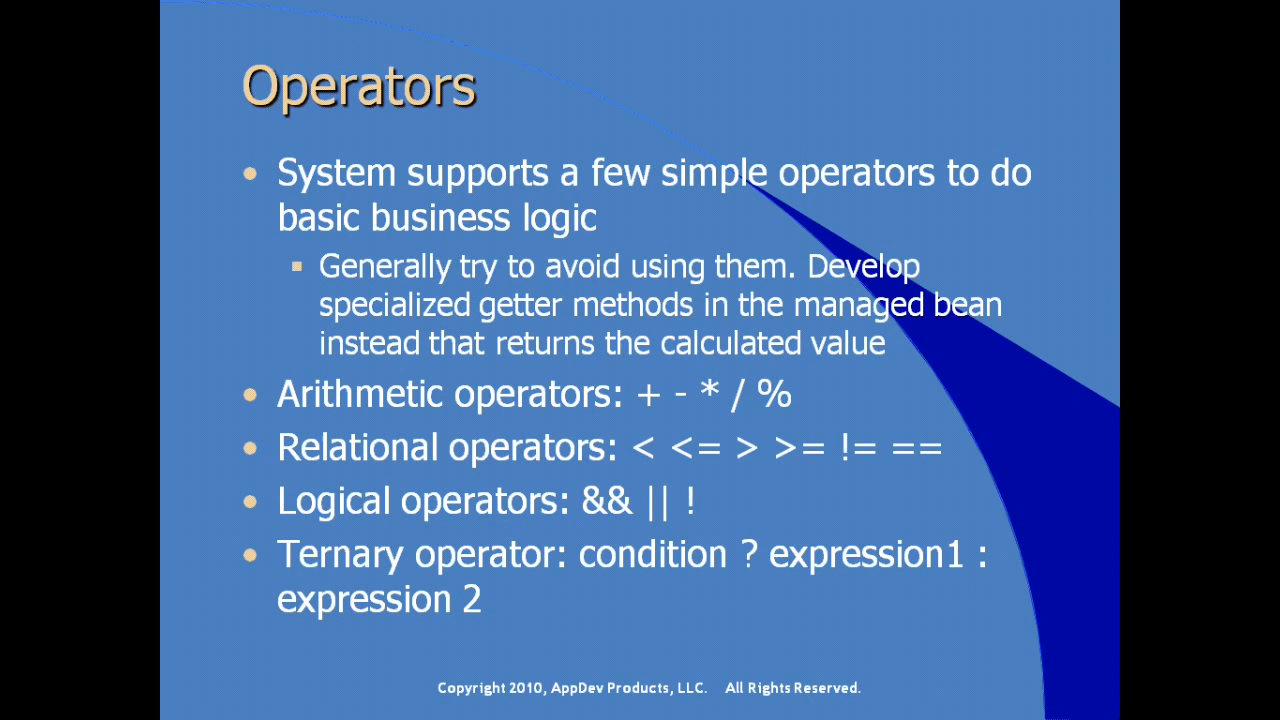 Operators
• System supports a few simple operators to do
basic business logic
▪ Generally try to avoid using them. Develop
specialized getter methods in the managed bean
instead that returns the calculated value
• Arithmetic operators: + - * / %
• Relational operators: < <= > >= != ==
• Logical operators: && || !
• Ternary operator: condition ? expression1 :
expression 2
Copyright 2010, AppDev Products, LLC. All Rights Reserved.